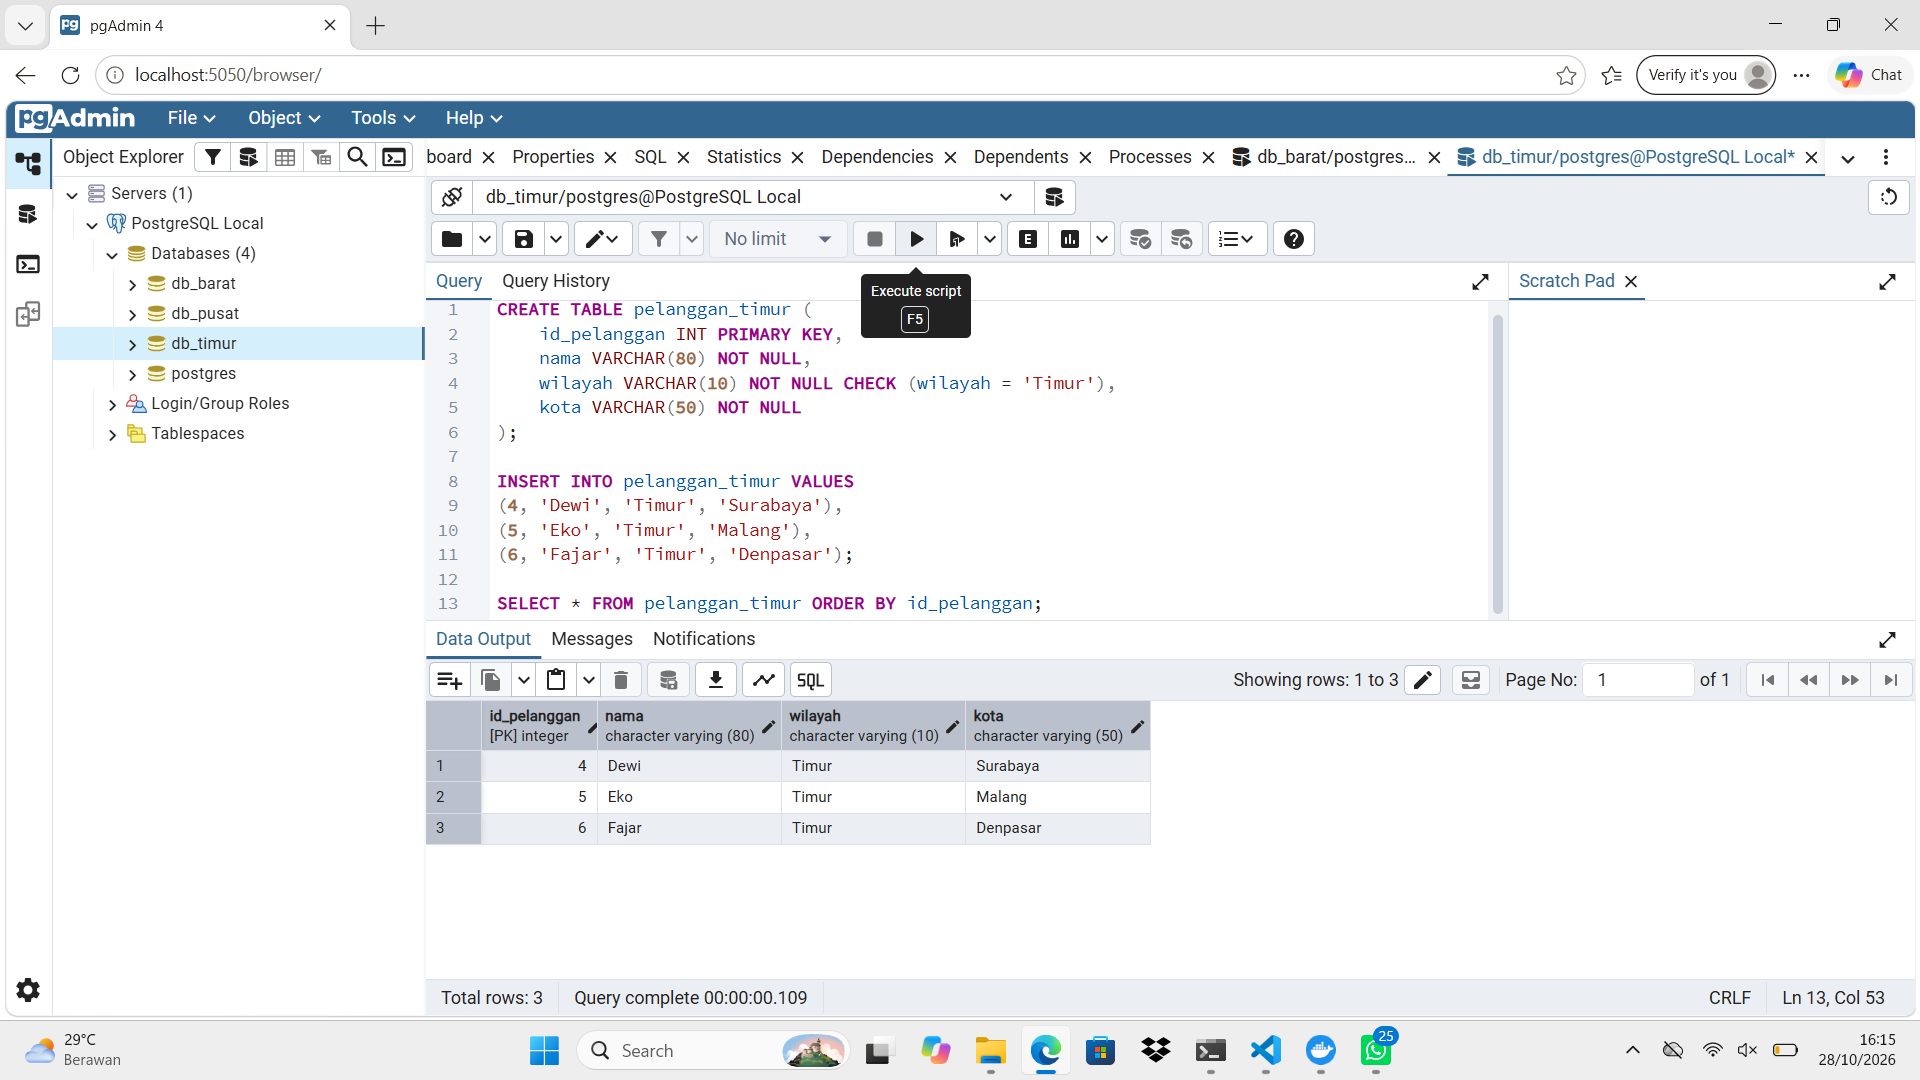 pgAdmin 4
localhost:5050/browser/
Verify it's you
Chat
pgAdmin
File
Object
Tools
Help
Object Explorer
board
Properties
SQL
Statistics
Dependencies
Dependents
Processes
db_barat/postgres...
db_timur/postgres@PostgreSQL Local*
Servers (1)
PostgreSQL Local
Databases (4)
db_barat
db_pusat
db_timur
postgres
Login/Group Roles
Tablespaces
db_timur/postgres@PostgreSQL Local
No limit
E
Query
Query History
Execute script
F5
Scratch Pad
1 CREATE TABLE pelanggan_timur (
2 id_pelanggan INT PRIMARY KEY,
3 nama VARCHAR(80) NOT NULL,
4 wilayah VARCHAR(10) NOT NULL CHECK (wilayah = 'Timur'),
5 kota VARCHAR(50) NOT NULL
6 );
7
8 INSERT INTO pelanggan_timur VALUES
9 (4, 'Dewi', 'Timur', 'Surabaya'),
10 (5, 'Eko', 'Timur', 'Malang'),
11 (6, 'Fajar', 'Timur', 'Denpasar');
12
13 SELECT * FROM pelanggan_timur ORDER BY id_pelanggan;
Data Output
Messages
Notifications
SQL
Showing rows: 1 to 3
Page No:
1
of 1
id_pelanggan
[PK] integer
nama
character varying (80)
wilayah
character varying (10)
kota
character varying (50)
1 4 Dewi Timur Surabaya
2 5 Eko Timur Malang
3 6 Fajar Timur Denpasar
Total rows: 3
Query complete 00:00:00.109
CRLF
Ln 13, Col 53
29°C
Berawan
Search
25
16:15
28/10/2026